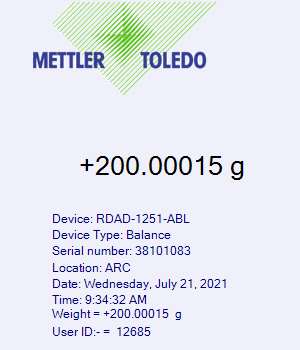 METTLER TOLEDO
+200.00015 g
Device: RDAD-1251-ABL
Device Type: Balance
Serial number: 38101083
Location: ARC
Date: Wednesday, July 21, 2021
Time: 9:34:32 AM
Weight = +200.00015 g
User ID:- = 12685